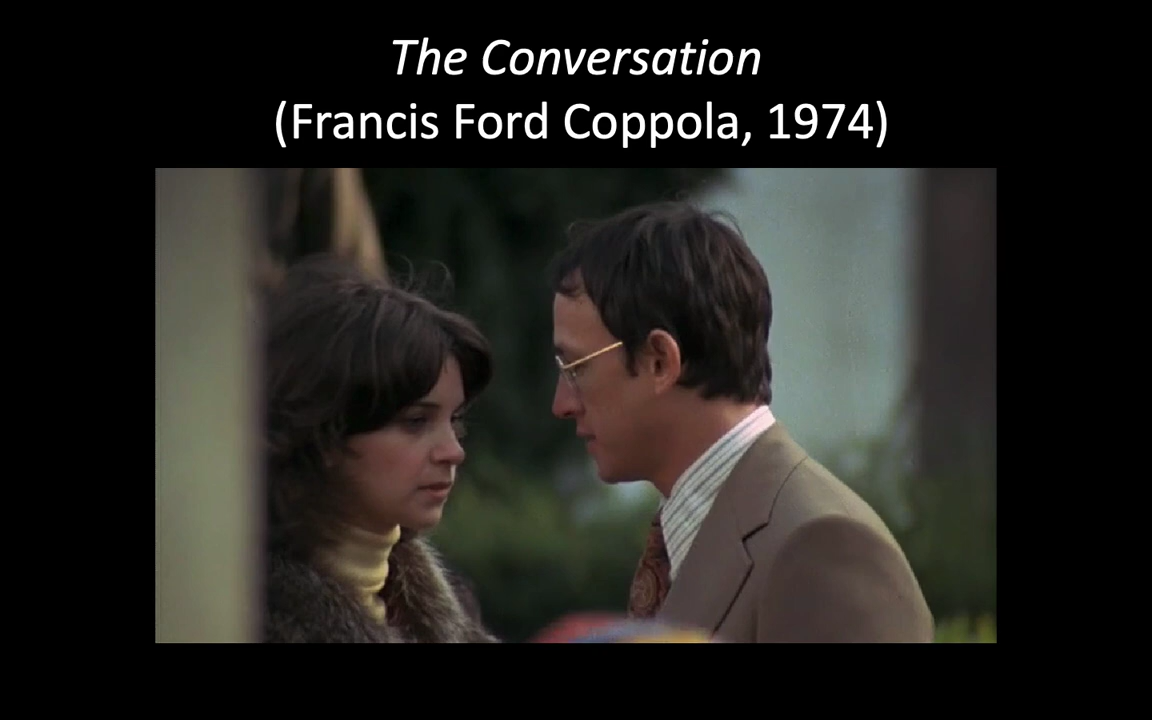 The Conversation
(Francis Ford Coppola, 1974)